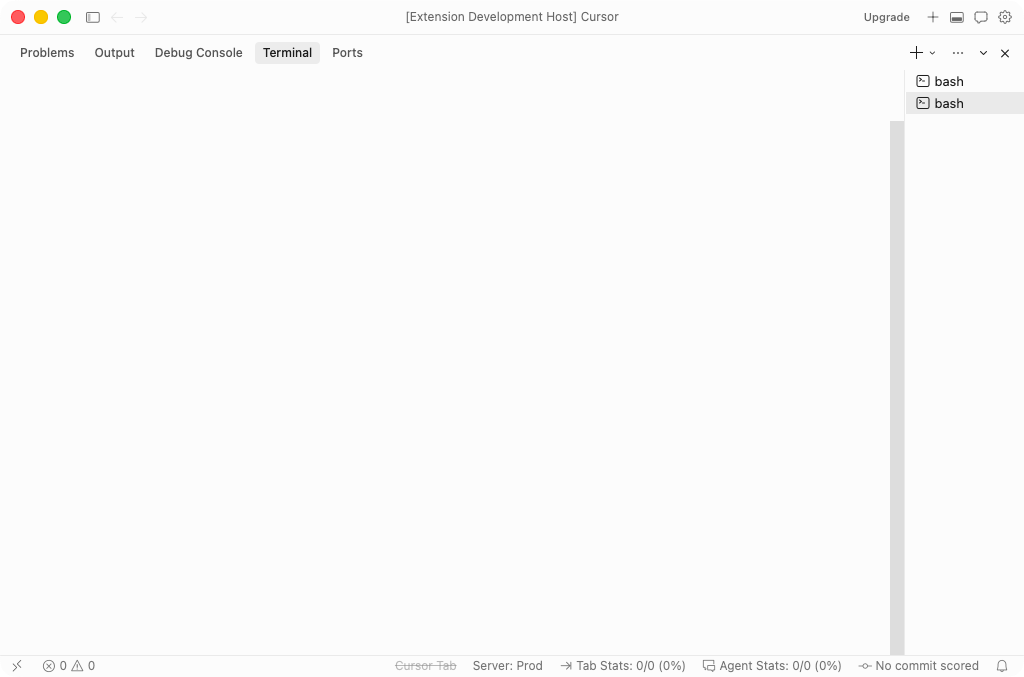 [Extension Development Host] Cursor
Upgrade
Problems Output Debug Console Terminal Ports
bash
bash
0 0 Cursor Tab Server: Prod Tab Stats: 0/0 (0%) Agent Stats: 0/0 (0%) No commit scored